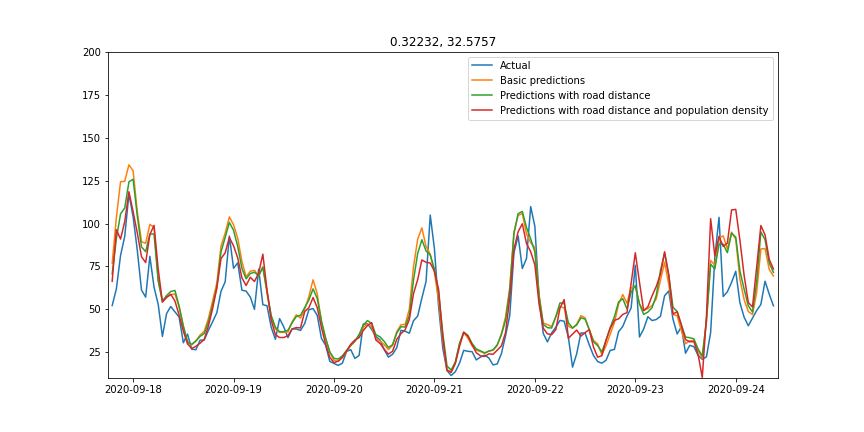 0.32232, 32.5757
200
175
150
125
100
75
50
25
Actual
Basic predictions
Predictions with road distance
Predictions with road distance and population density
2020-09-18 2020-09-19 2020-09-20 2020-09-21 2020-09-22 2020-09-23 2020-09-24